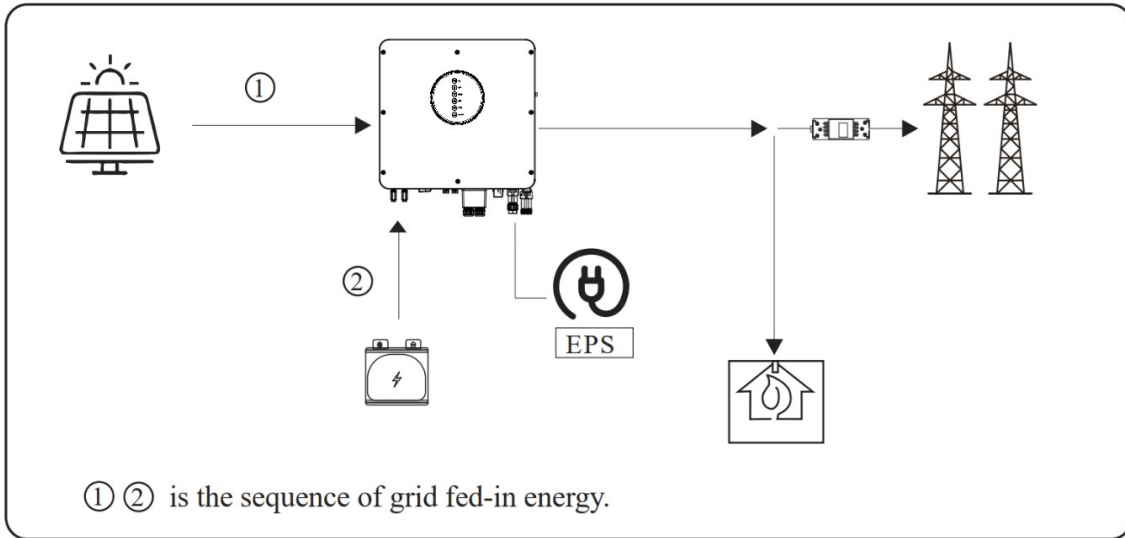 ①
②
EPS
① ② is the sequence of grid fed-in energy.